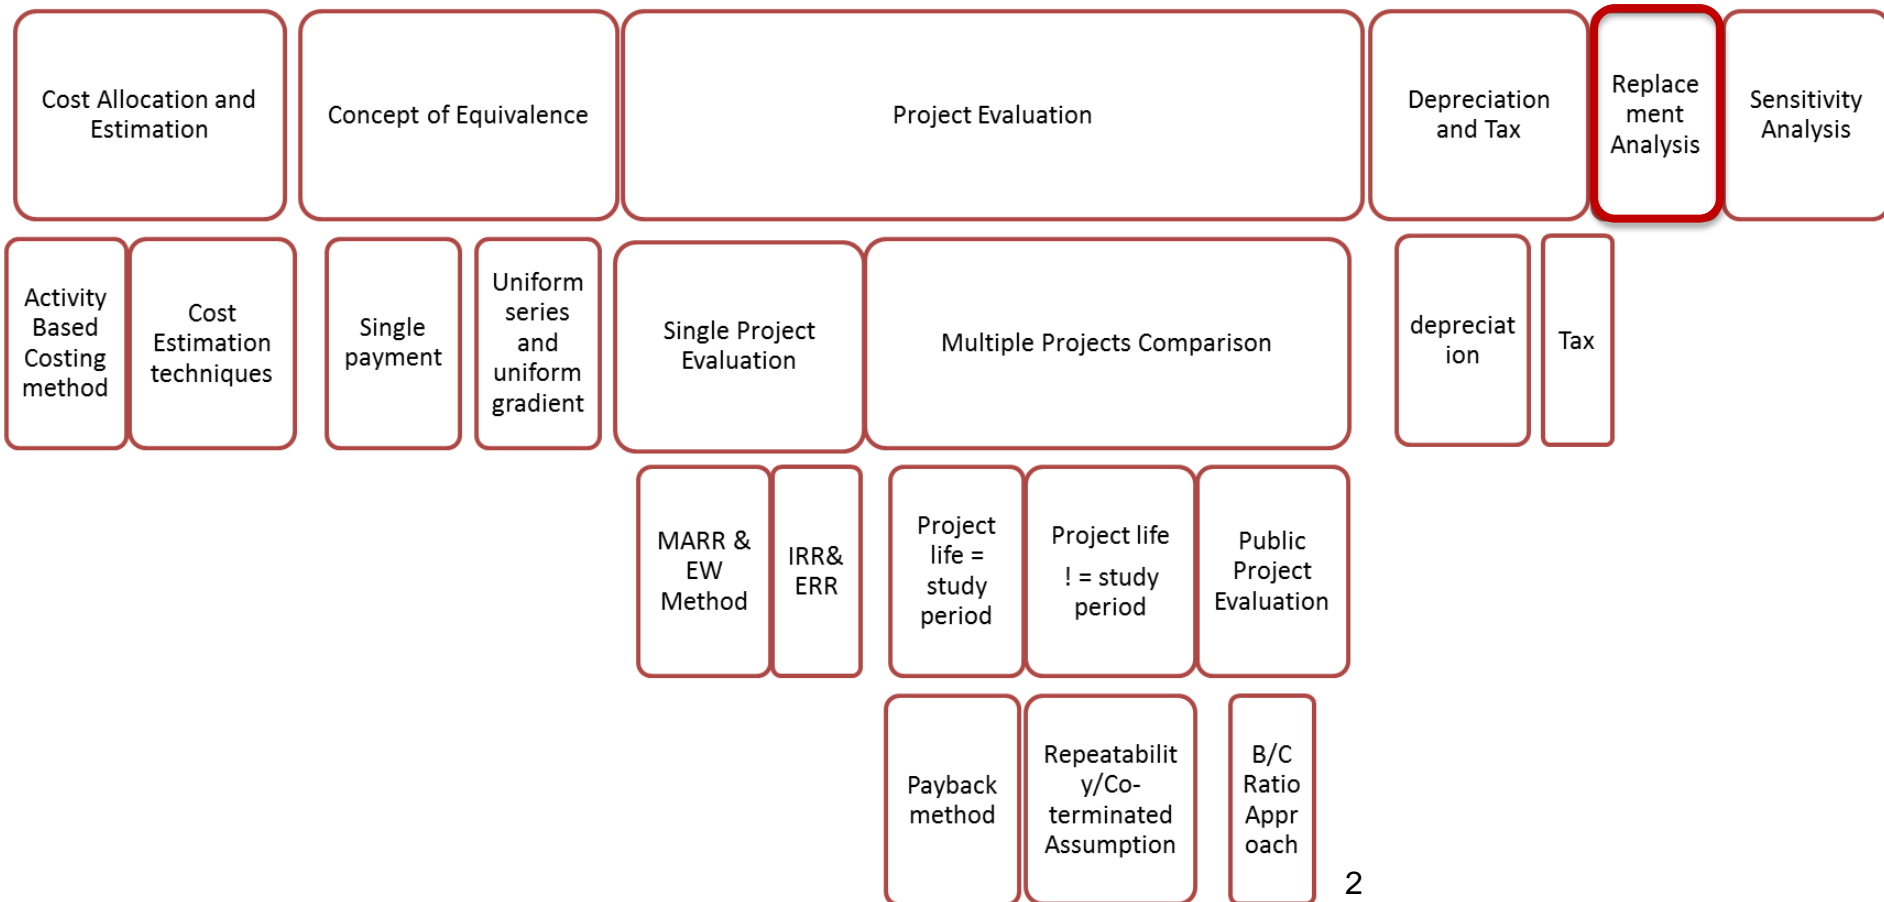 Cost Allocation and
Estimation
Concept of Equivalence
Project Evaluation
Depreciation
and Tax
Replace
ment
Analysis
Sensitivity
Analysis
Activity
Based
Costing
method
Cost
Estimation
techniques
Single
payment
Uniform
series
and
uniform
gradient
Single Project
Evaluation
Multiple Projects Comparison
depreciat
ion
Tax
MARR &
EW
Method
IRR&
ERR
Project
life =
study
period
Project life
! = study
period
Public
Project
Evaluation
Payback
method
Repeatabilit
y/Co-
terminated
Assumption
B/C
Ratio
Appr
oach
2